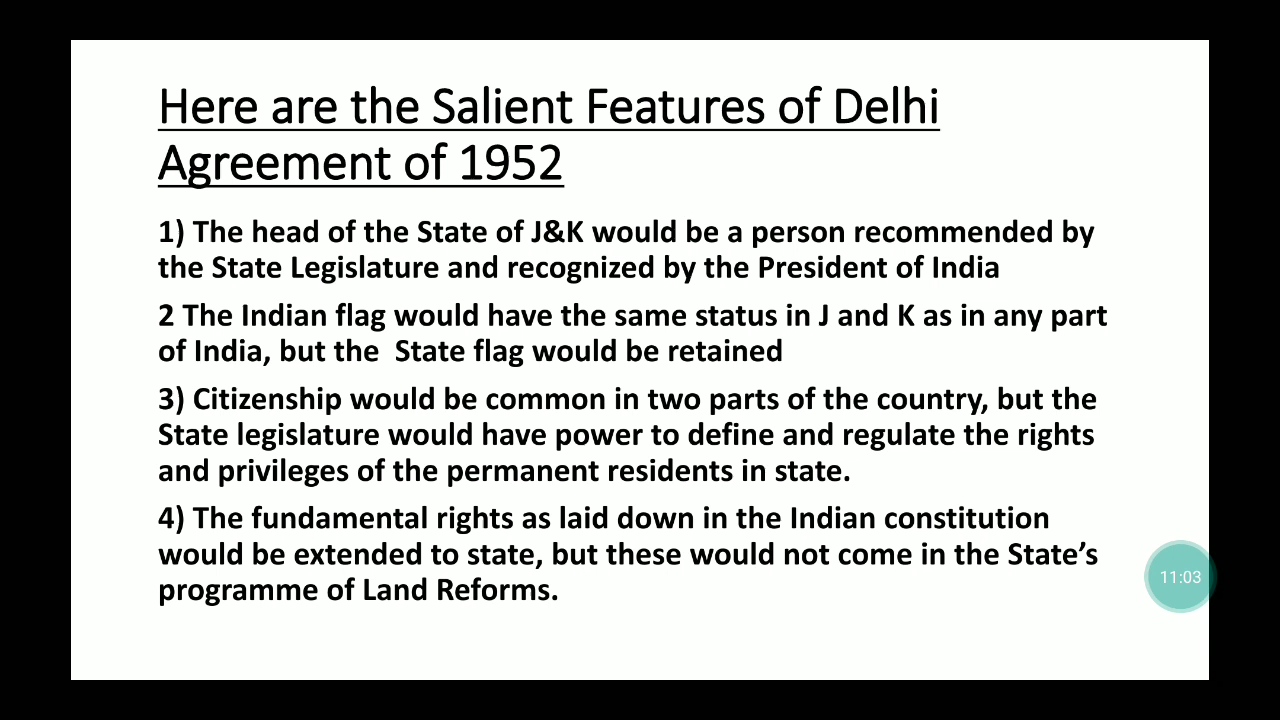 Here are the Salient Features of Delhi
Agreement of 1952
1) The head of the State of J&K would be a person recommended by
the State Legislature and recognized by the President of India
2 The Indian flag would have the same status in J and K as in any part
of India, but the  State flag would be retained
3) Citizenship would be common in two parts of the country, but the
State legislature would have power to define and regulate the rights
and privileges of the permanent residents in state.
4) The fundamental rights as laid down in the Indian constitution
would be extended to state, but these would not come in the State’s
programme of Land Reforms.
11:03